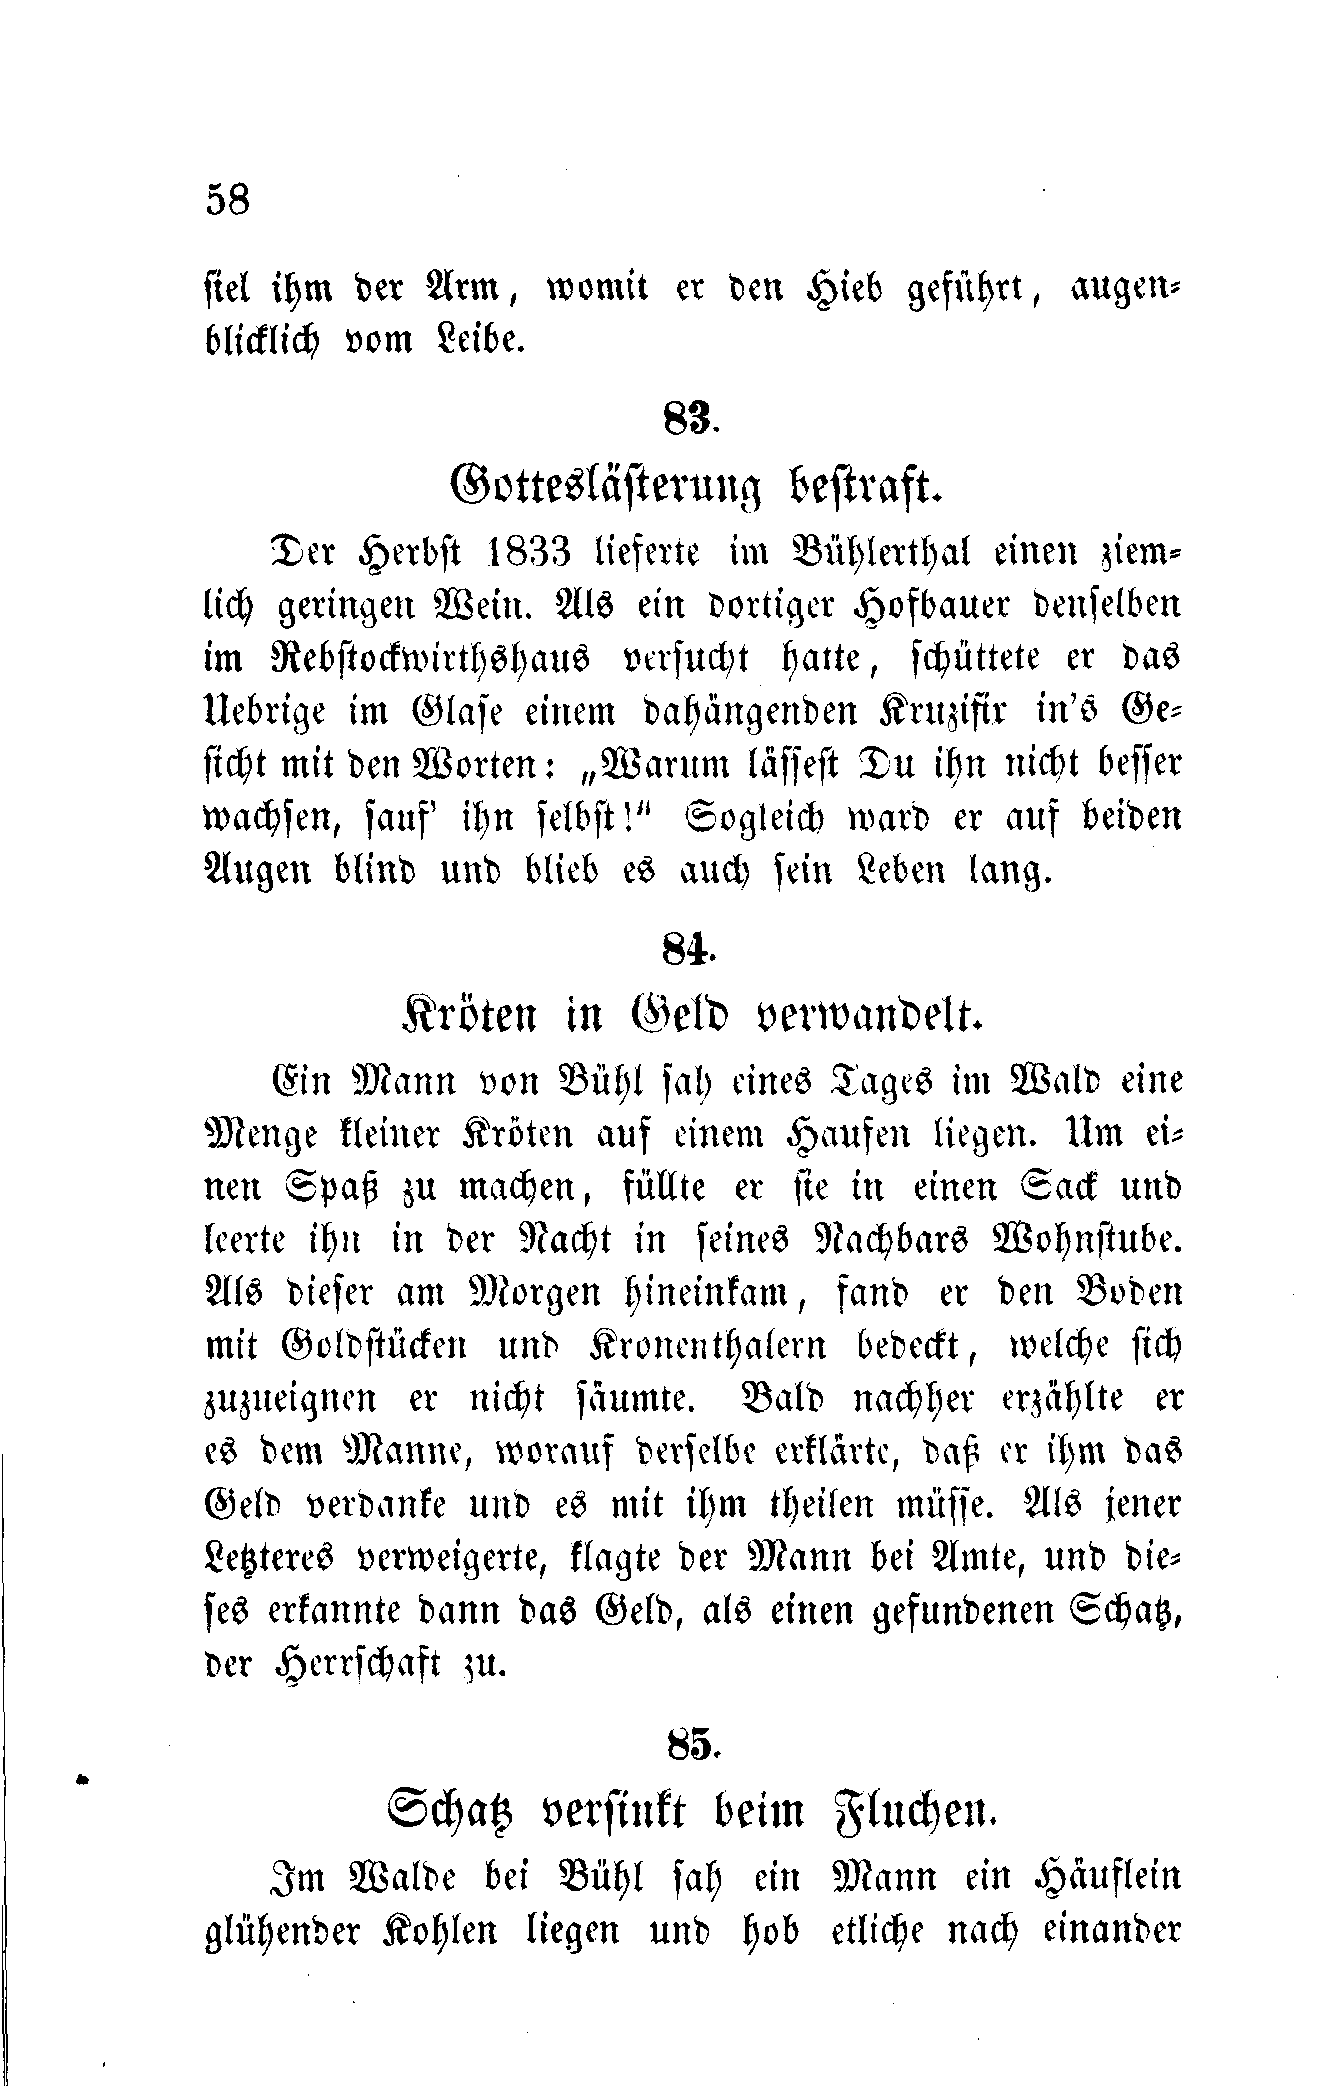 58
fiel ihm der Arm, womit er den Hieb geführt, augen-
blicklich vom Leibe.
83.
Gotteslästerung bestraft.
Der Herbst 1833 lieferte im Bühlerthal einen ziem-
lich geringen Wein. Als ein dortiger Hofbauer denselben
im Rebstockwirthshaus versucht hatte, schüttete er das
Uebrige im Glase einem dahängenden Kruzifix in's Ge-
sicht mit den Worten: „Warum lässest Du ihn nicht besser
wachsen, sauf' ihn selbst!“ Sogleich ward er auf beiden
Augen blind und blieb es auch sein Leben lang.
84.
Kröten in Geld verwandelt.
Ein Mann von Bühl sah eines Tages im Wald eine
Menge kleiner Kröten auf einem Haufen liegen. Um ei-
nen Spaß zu machen, füllte er sie in einen Sack und
leerte ihn in der Nacht in seines Nachbars Wohnstube.
Als dieser am Morgen hineinkam, fand er den Boden
mit Goldstücken und Kronenthalern bedeckt, welche sich
zuzueignen er nicht säumte. Bald nachher erzählte er
es dem Manne, worauf derselbe erklärte, daß er ihm das
Geld verdanke und es mit ihm theilen müsse. Als jener
Letzteres verweigerte, klagte der Mann bei Amte, und die-
ses erkannte dann das Geld, als einen gefundenen Schatz,
der Herrschaft zu.
85.
Schatz versinkt beim Fluchen.
Im Walde bei Bühl sah ein Mann ein Häuflein
glühender Kohlen liegen und hob etliche nach einander